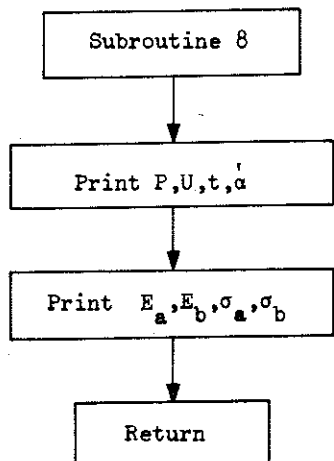 Subroutine 8
Print P,U,t,α̇
Print E_a,E_b,σ_a,σ_b
Return